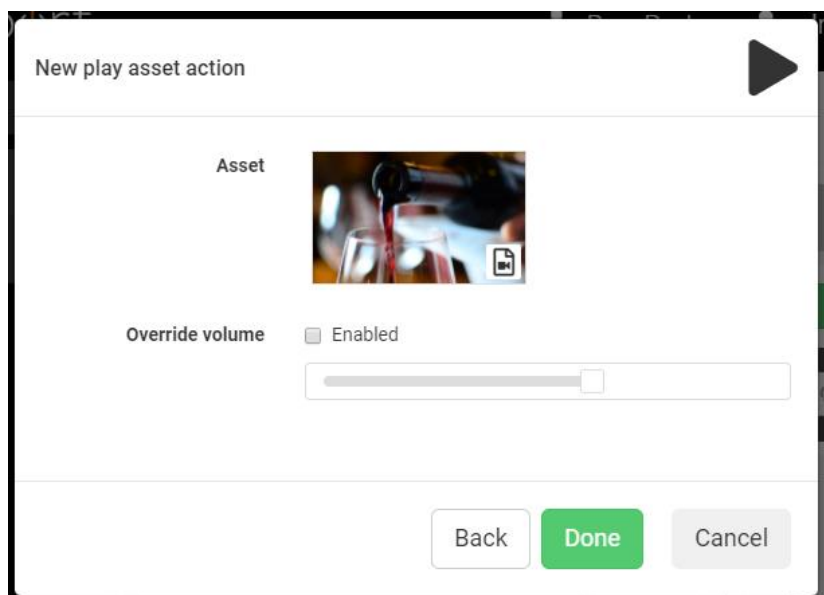 New play asset action
Asset
Override volume
Enabled
Back
Done
Cancel